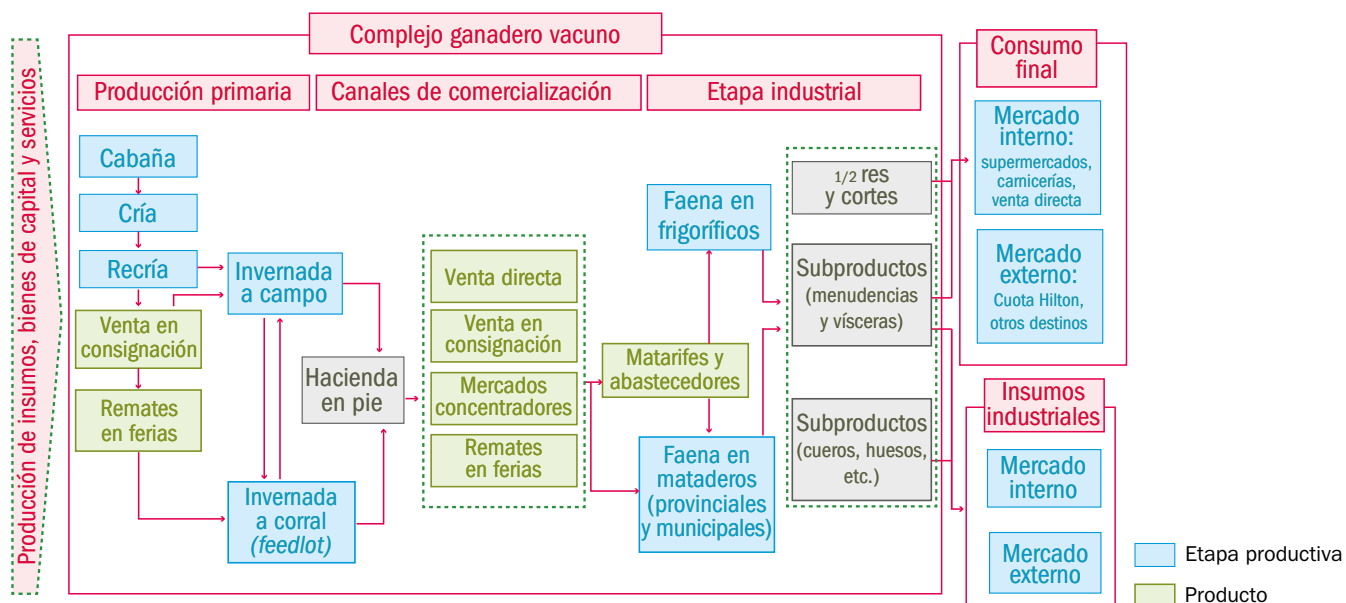 Producción de insumos, bienes de capital y servicios
Complejo ganadero vacuno
Producción primaria
Canales de comercialización
Etapa industrial
Cabaña
Cría
Recría
Venta en
consignación
Remates
en ferias
Invernada
a campo
Invernada
a corral
(feedlot)
Hacienda
en pie
Venta directa
Venta en
consignación
Mercados
concentradores
Remates
en ferias
Matarifes y
abastecedores
Faena en
frigoríficos
Faena en
mataderos
(provinciales
y municipales)
1/2 res
y cortes
Subproductos
(menudencias
y vísceras)
Subproductos
(cueros, huesos,
etc.)
Consumo
final
Mercado
interno:
supermercados,
carnicerías,
venta directa
Mercado
externo:
Cuota Hilton,
otros destinos
Insumos
industriales
Mercado
interno
Mercado
externo
Etapa productiva
Producto